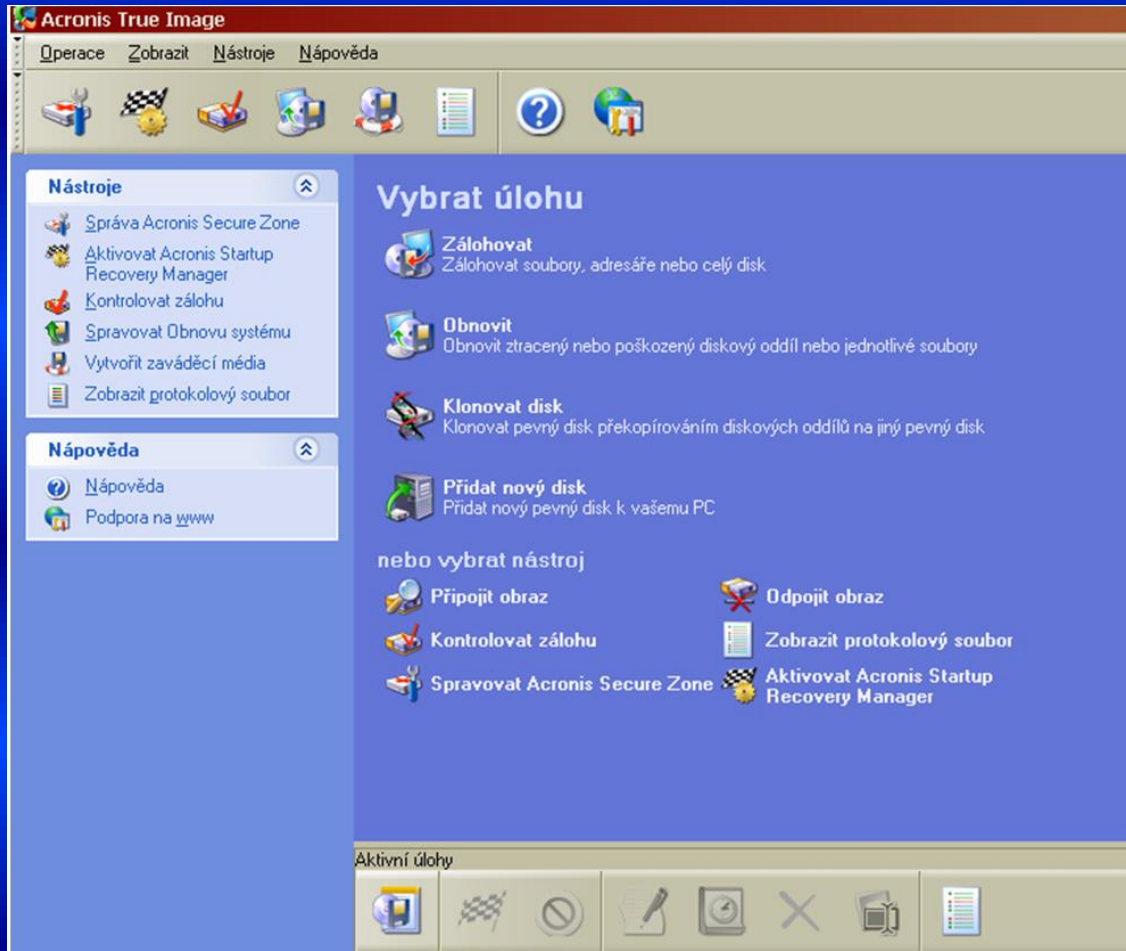 Acronis True Image
Operace Zobrazit Nástroje Nápověda
Nástroje
Správa Acronis Secure Zone
Aktivovat Acronis Startup
Recovery Manager
Kontrolovat zálohu
Spravovat Obnovu systému
Vytvořit zaváděcí média
Zobrazit protokolový soubor
Nápověda
Nápověda
Podpora na www
Vybrat úlohu
Zálohovat
Zálohovat soubory, adresáře nebo celý disk
Obnovit
Obnovit ztracený nebo poškozený diskový oddíl nebo jednotlivé soubory
Klonovat disk
Klonovat pevný disk překopírováním diskových oddílů na jiný pevný disk
Přidat nový disk
Přidat nový pevný disk k vašemu PC
nebo vybrat nástroj
Připojit obraz
Odpojit obraz
Kontrolovat zálohu
Zobrazit protokolový soubor
Spravovat Acronis Secure Zone
Aktivovat Acronis Startup
Recovery Manager
Aktivní úlohy